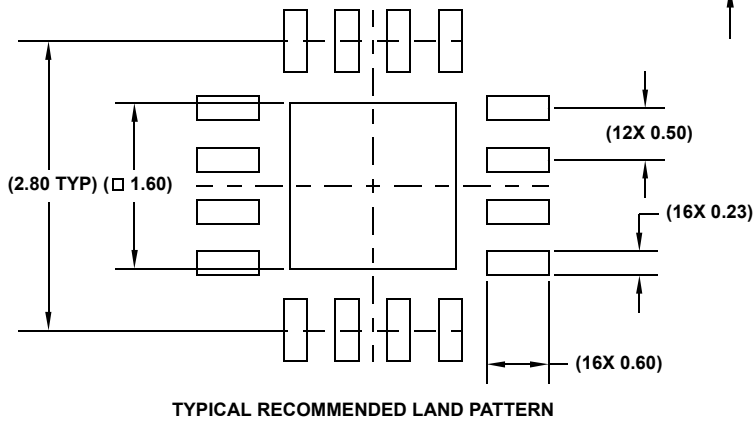 (12X 0.50)
(2.80 TYP) (□ 1.60)
(16X 0.23)
(16X 0.60)
TYPICAL RECOMMENDED LAND PATTERN